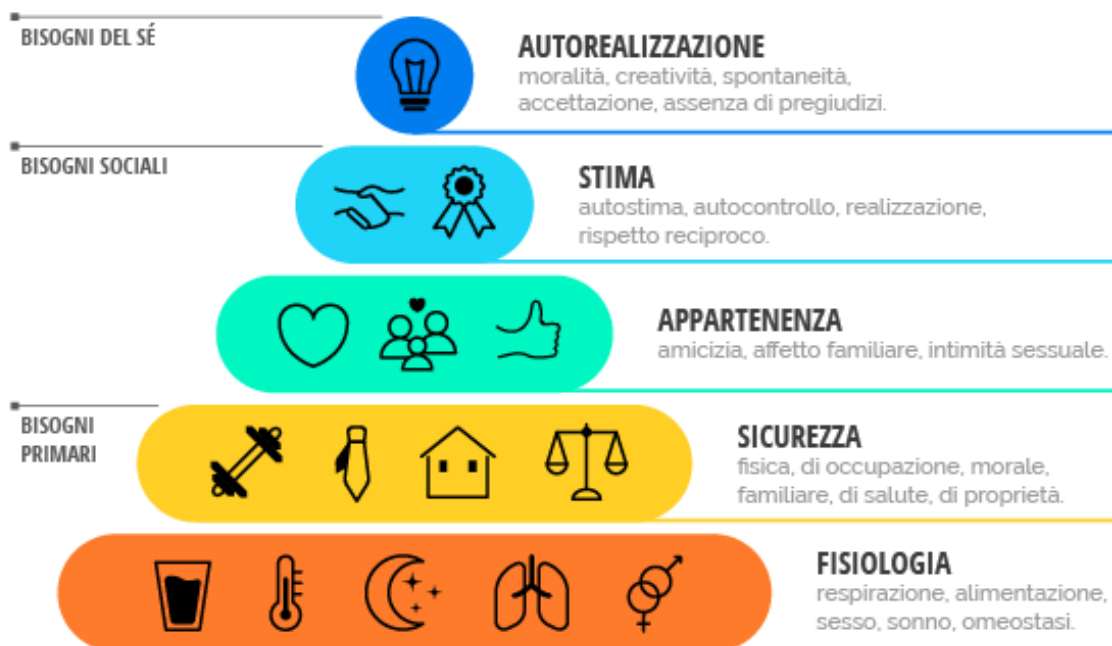 BISOGNI DEL SÉ
AUTOREALIZZAZIONE
moralità, creatività, spontaneità,
accettazione, assenza di pregiudizi.
BISOGNI SOCIALI
STIMA
autostima, autocontrollo, realizzazione,
rispetto reciproco.
APPARTENENZA
amicizia, affetto familiare, intimità sessuale.
BISOGNI
PRIMARI
SICUREZZA
fisica, di occupazione, morale,
familiare, di salute, di proprietà.
FISIOLOGIA
respirazione, alimentazione,
sesso, sonno, omeostasi.